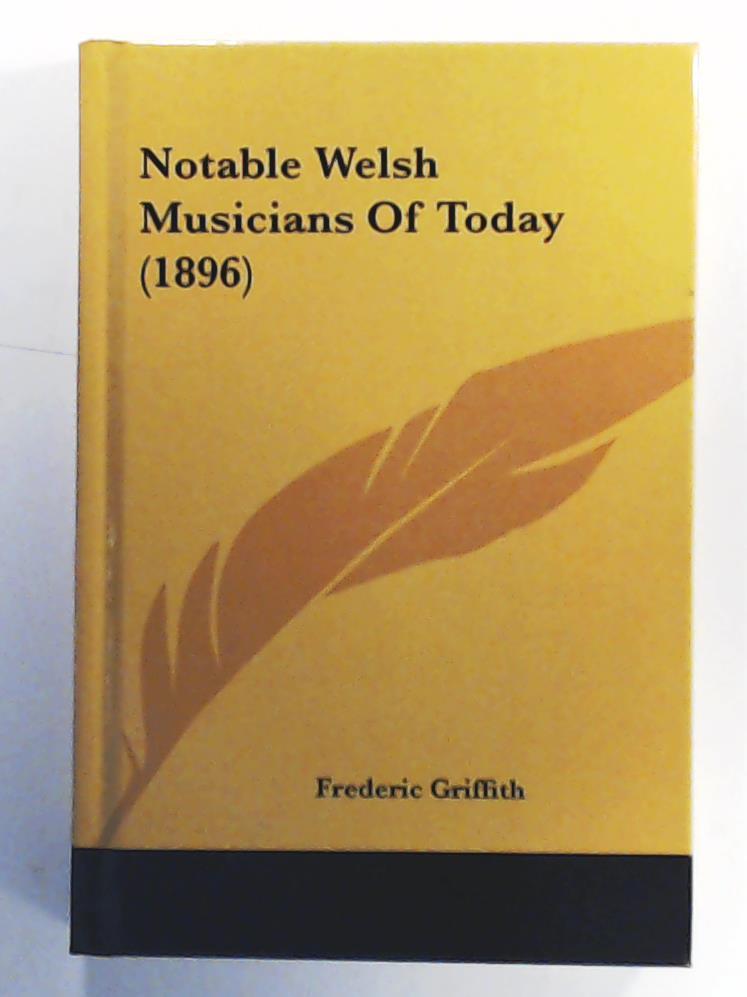 Notable Welsh
Musicians Of Today
(1896)
Frederic Griffith